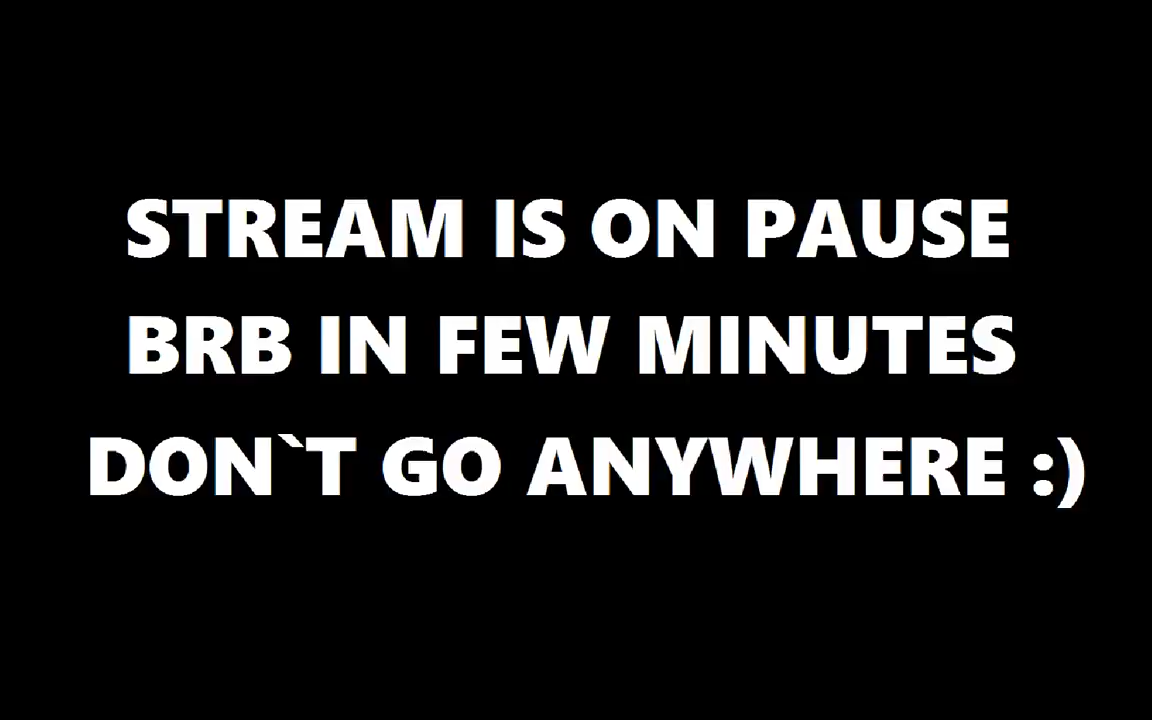 STREAM IS ON PAUSE
BRB IN FEW MINUTES
DON`T GO ANYWHERE :)